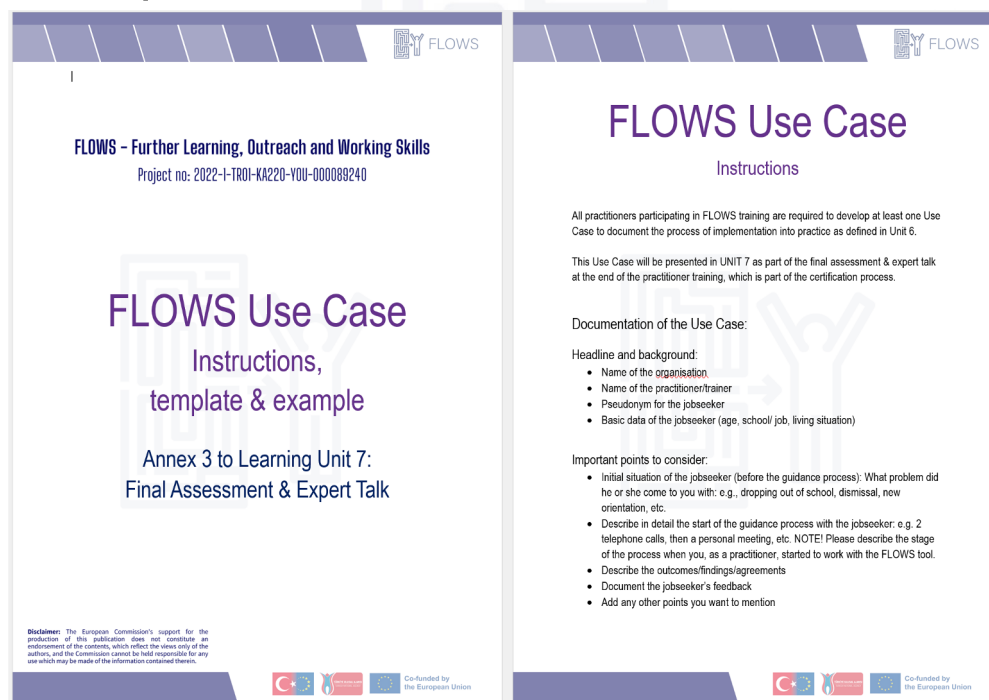 FLOWS
FLOWS - Further Learning, Outreach and Working Skills
Project no: 2022-1-TR01-KA220-YOU-000089240
FLOWS Use Case
Instructions,
template & example
Annex 3 to Learning Unit 7:
Final Assessment & Expert Talk
Disclaimer: The European Commission's support for the
production of this publication does not constitute an
endorsement of the contents, which reflect the views only of the
authors, and the Commission cannot be held responsible for any
use which may be made of the information contained therein.
Co-funded by
the European Union
FLOWS
FLOWS Use Case
Instructions
All practitioners participating in FLOWS training are required to develop at least one Use
Case to document the process of implementation into practice as defined in Unit 6.
This Use Case will be presented in UNIT 7 as part of the final assessment & expert talk
at the end of the practitioner training, which is part of the certification process.
Documentation of the Use Case:
Headline and background:
• Name of the organisation
• Name of the practitioner/trainer
• Pseudonym for the jobseeker
• Basic data of the jobseeker (age, school/ job, living situation)
Important points to consider:
• Initial situation of the jobseeker (before the guidance process): What problem did
he or she come to you with: e.g., dropping out of school, dismissal, new
orientation, etc.
• Describe in detail the start of the guidance process with the jobseeker: e.g. 2
telephone calls, then a personal meeting, etc. NOTE! Please describe the stage
of the process when you, as a practitioner, started to work with the FLOWS tool.
• Describe the outcomes/findings/agreements
• Document the jobseeker's feedback
• Add any other points you want to mention
Co-funded by
the European Union